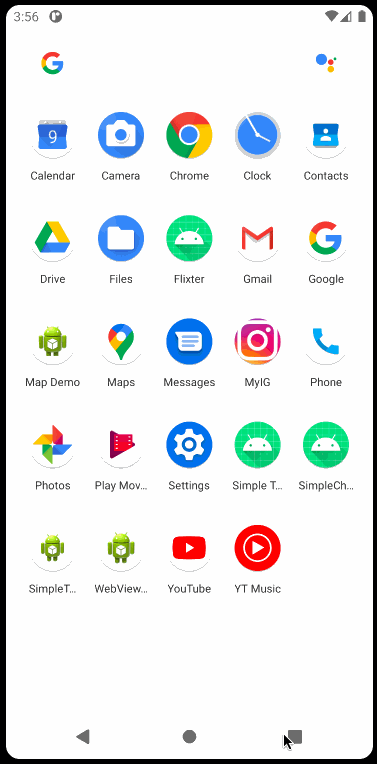 3:56
G
Calendar
Camera
Chrome
Clock
Contacts
9
Drive
Files
Flixter
Gmail
Google
Map Demo
Maps
Messages
MyIG
Phone
Photos
Play Mov...
Settings
Simple T...
SimpleCh...
SimpleT...
WebView...
YouTube
YT Music